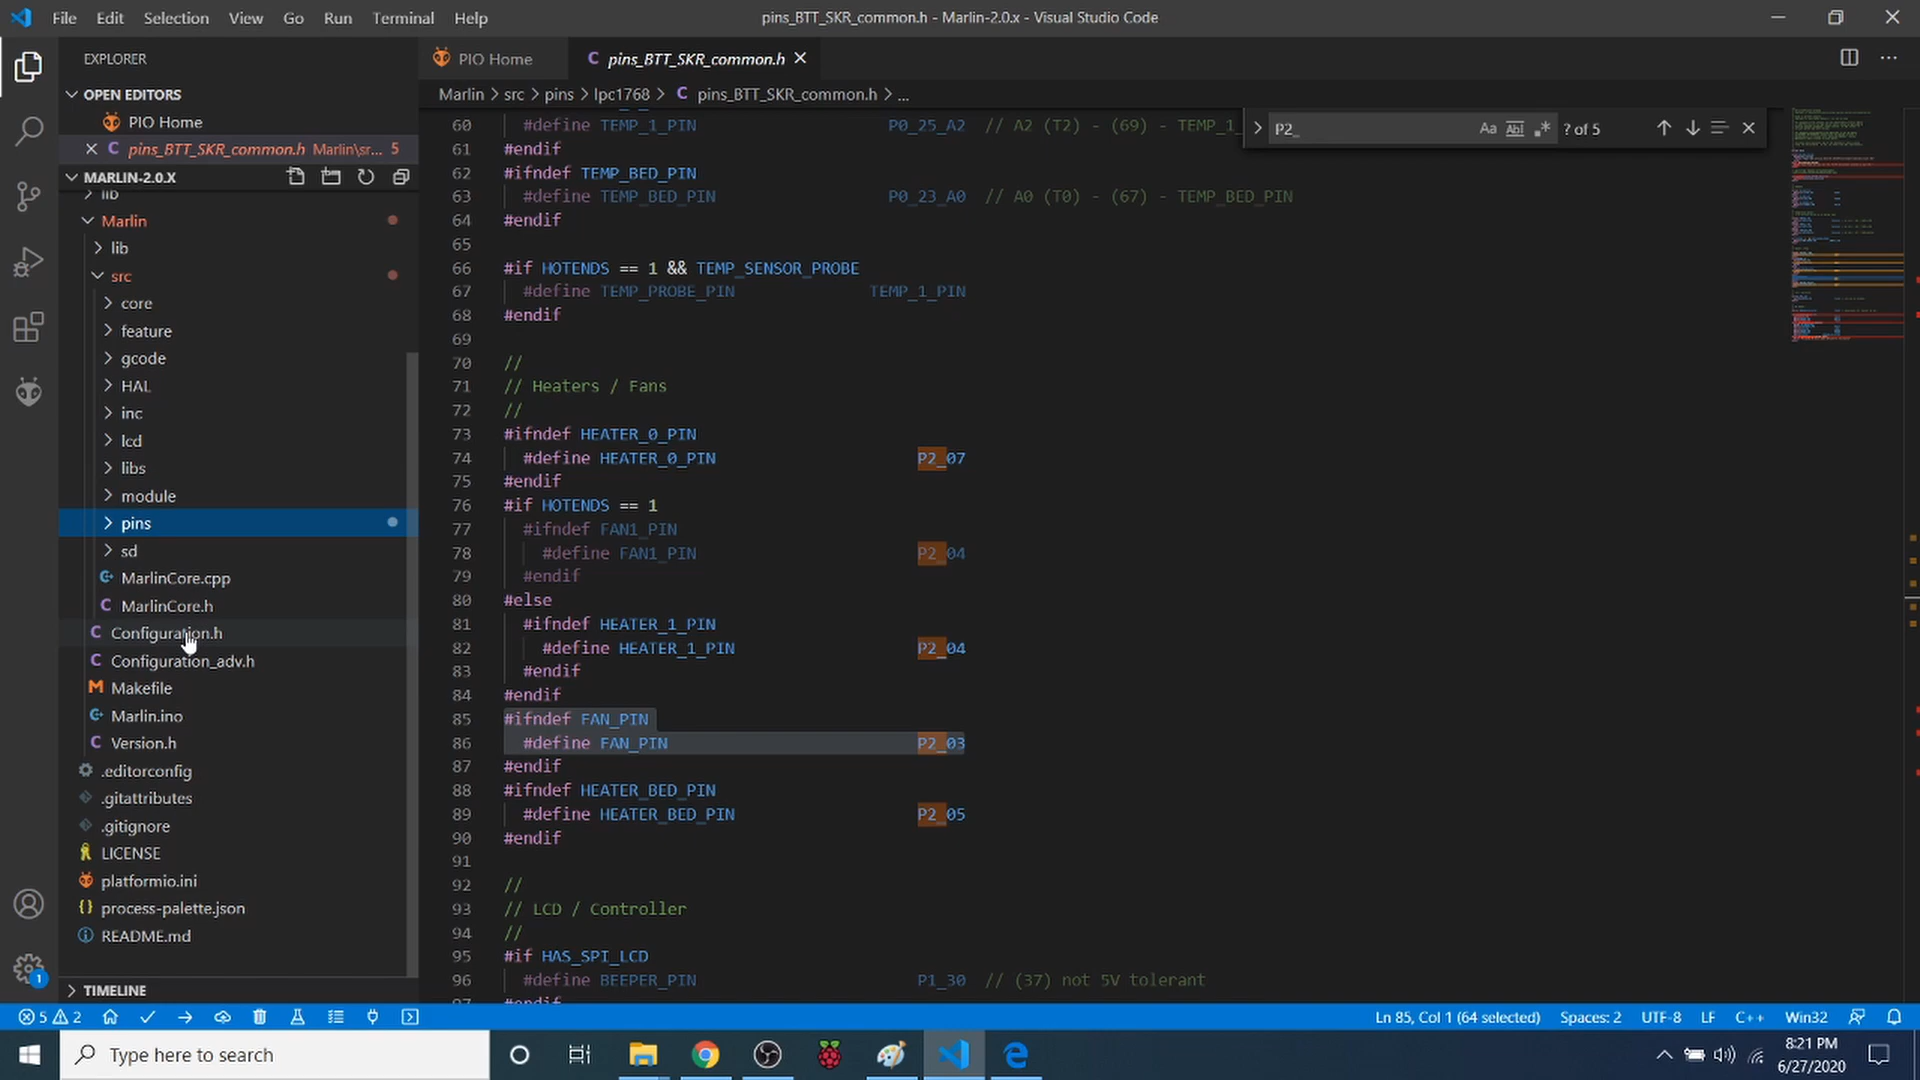 File Edit Selection View Go Run Terminal Help
pins_BTT_SKR_common.h - Marlin-2.0.x - Visual Studio Code
EXPLORER
OPEN EDITORS
PIO Home
pins_BTT_SKR_common.h Marlin\sr... 5
MARLIN-2.0.X
lib
Marlin
lib
src
core
feature
gcode
HAL
inc
lcd
libs
module
pins
sd
MarlinCore.cpp
MarlinCore.h
Configuration.h
Configuration_adv.h
Makefile
Marlin.ino
Version.h
.editorconfig
.gitattributes
.gitignore
LICENSE
platformio.ini
process-palette.json
README.md
TIMELINE
PIO Home
pins_BTT_SKR_common.h
Marlin > src > pins > lpc1768 > C pins_BTT_SKR_common.h > ...
P2_ Aa Abl .* ? of 5
60 #define TEMP_1_PIN P0_25_A2 // A2 (T2) - (69) - TEMP_1_
61 #endif
62 #ifndef TEMP_BED_PIN
63 #define TEMP_BED_PIN P0_23_A0 // A0 (T0) - (67) - TEMP_BED_PIN
64 #endif
65
66 #if HOTENDS == 1 && TEMP_SENSOR_PROBE
67 #define TEMP_PROBE_PIN TEMP_1_PIN
68 #endif
69
70 //
71 // Heaters / Fans
72 //
73 #ifndef HEATER_0_PIN
74 #define HEATER_0_PIN P2_07
75 #endif
76 #if HOTENDS == 1
77 #ifndef FAN1_PIN
78 #define FAN1_PIN P2_04
79 #endif
80 #else
81 #ifndef HEATER_1_PIN
82 #define HEATER_1_PIN P2_04
83 #endif
84 #endif
85 #ifndef FAN_PIN
86 #define FAN_PIN P2_03
87 #endif
88 #ifndef HEATER_BED_PIN
89 #define HEATER_BED_PIN P2_05
90 #endif
91
92 //
93 // LCD / Controller
94 //
95 #if HAS_SPI_LCD
96 #define BEEPER_PIN P1_30 // (37) not 5V tolerant
5 2
Ln 85, Col 1 (64 selected) Spaces: 2 UTF-8 LF C++ Win32
1
Type here to search
8:21 PM
6/27/2020